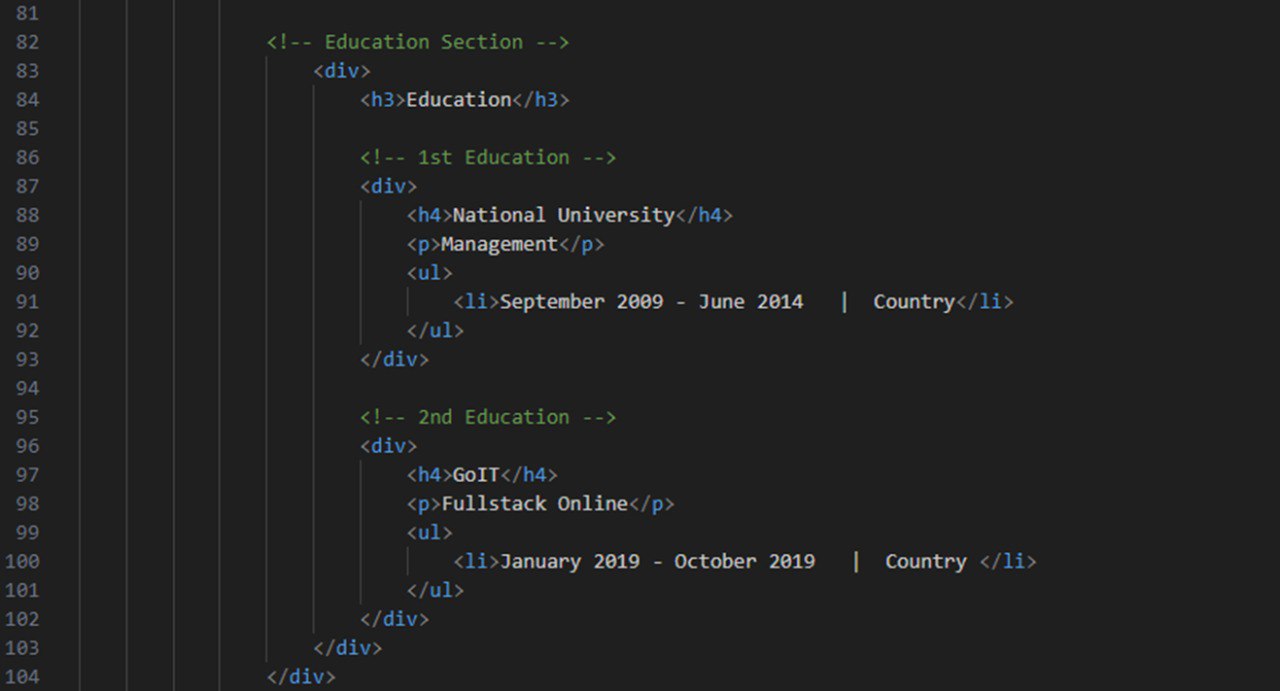 81
82 <!-- Education Section -->
83 <div>
84 <h3>Education</h3>
85
86 <!-- 1st Education -->
87 <div>
88 <h4>National University</h4>
89 <p>Management</p>
90 <ul>
91 <li>September 2009 - June 2014   |  Country</li>
92 </ul>
93 </div>
94
95 <!-- 2nd Education -->
96 <div>
97 <h4>GoIT</h4>
98 <p>Fullstack Online</p>
99 <ul>
100 <li>January 2019 - October 2019   |  Country </li>
101 </ul>
102 </div>
103 </div>
104 </div>